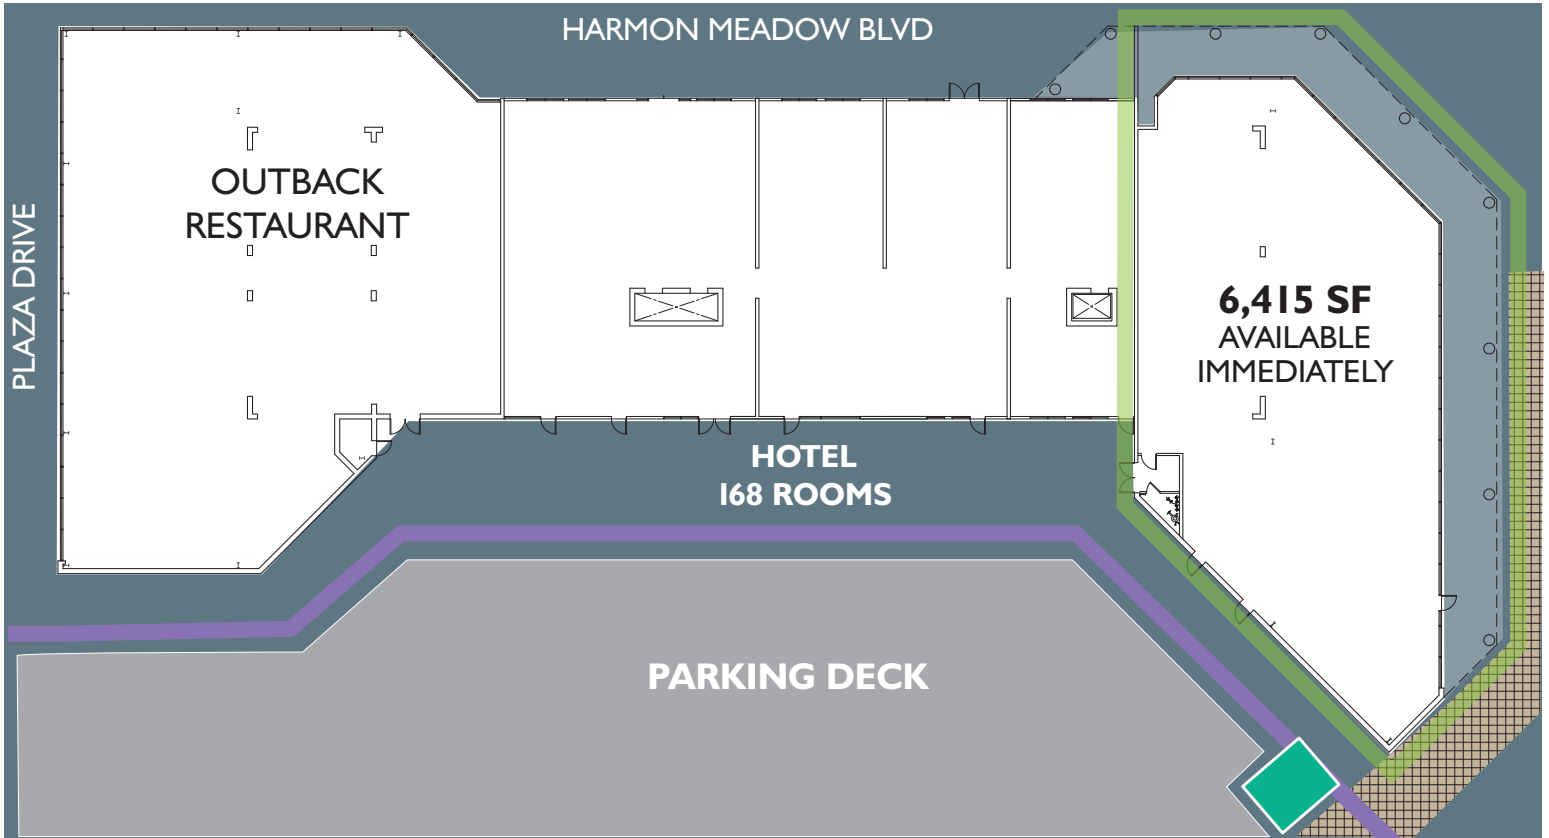 HARMON MEADOW BLVD
PLAZA DRIVE
OUTBACK
RESTAURANT
6,415 SF
AVAILABLE
IMMEDIATELY
HOTEL
168 ROOMS
PARKING DECK